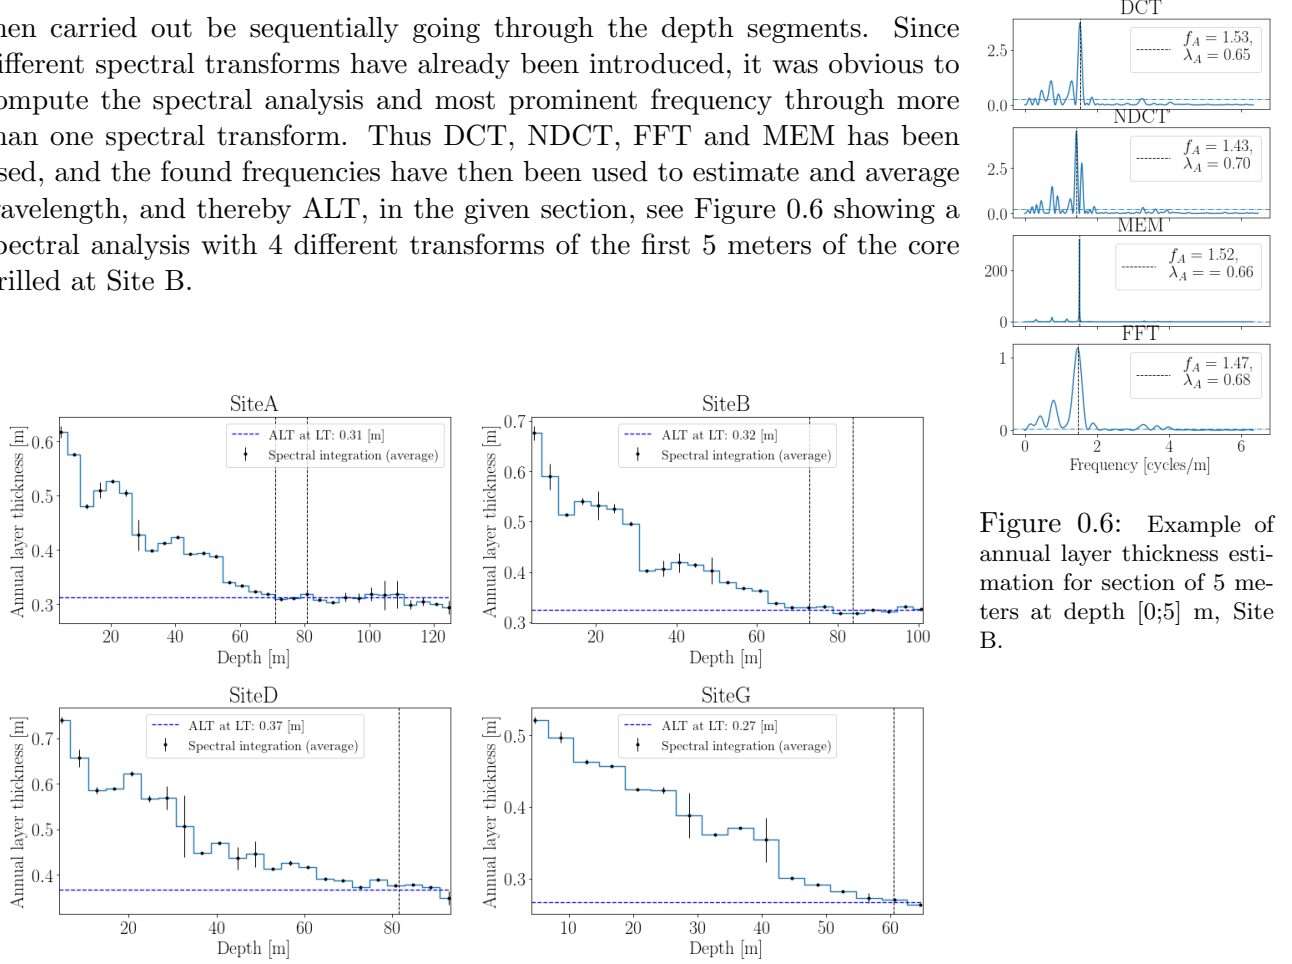 hen carried out be sequentially going through the depth segments. Since
ifferent spectral transforms have already been introduced, it was obvious to
ompute the spectral analysis and most prominent frequency through more
han one spectral transform. Thus DCT, NDCT, FFT and MEM has been
sed, and the found frequencies have then been used to estimate and average
avelength, and thereby ALT, in the given section, see Figure 0.6 showing a
pectral analysis with 4 different transforms of the first 5 meters of the core
rilled at Site B.
DCT
2.5
0.0
f_A = 1.53,
λ_A = 0.65
NDCT
2.5
0.0
f_A = 1.43,
λ_A = 0.70
MEM
200
0
f_A = 1.52,
λ_A = = 0.66
FFT
1
0
f_A = 1.47,
λ_A = 0.68
0 2 4 6
Frequency [cycles/m]
Figure 0.6: Example of
annual layer thickness esti-
mation for section of 5 me-
ters at depth [0;5] m, Site
B.
SiteA
Annual layer thickness [m]
0.6
0.5
0.4
0.3
ALT at LT: 0.31 [m]
Spectral integration (average)
20 40 60 80 100 120
Depth [m]
SiteB
Annual layer thickness [m]
0.7
0.6
0.5
0.4
0.3
ALT at LT: 0.32 [m]
Spectral integration (average)
20 40 60 80 100
Depth [m]
SiteD
Annual layer thickness [m]
0.7
0.6
0.5
0.4
ALT at LT: 0.37 [m]
Spectral integration (average)
20 40 60 80
Depth [m]
SiteG
Annual layer thickness [m]
0.5
0.4
0.3
ALT at LT: 0.27 [m]
Spectral integration (average)
10 20 30 40 50 60
Depth [m]